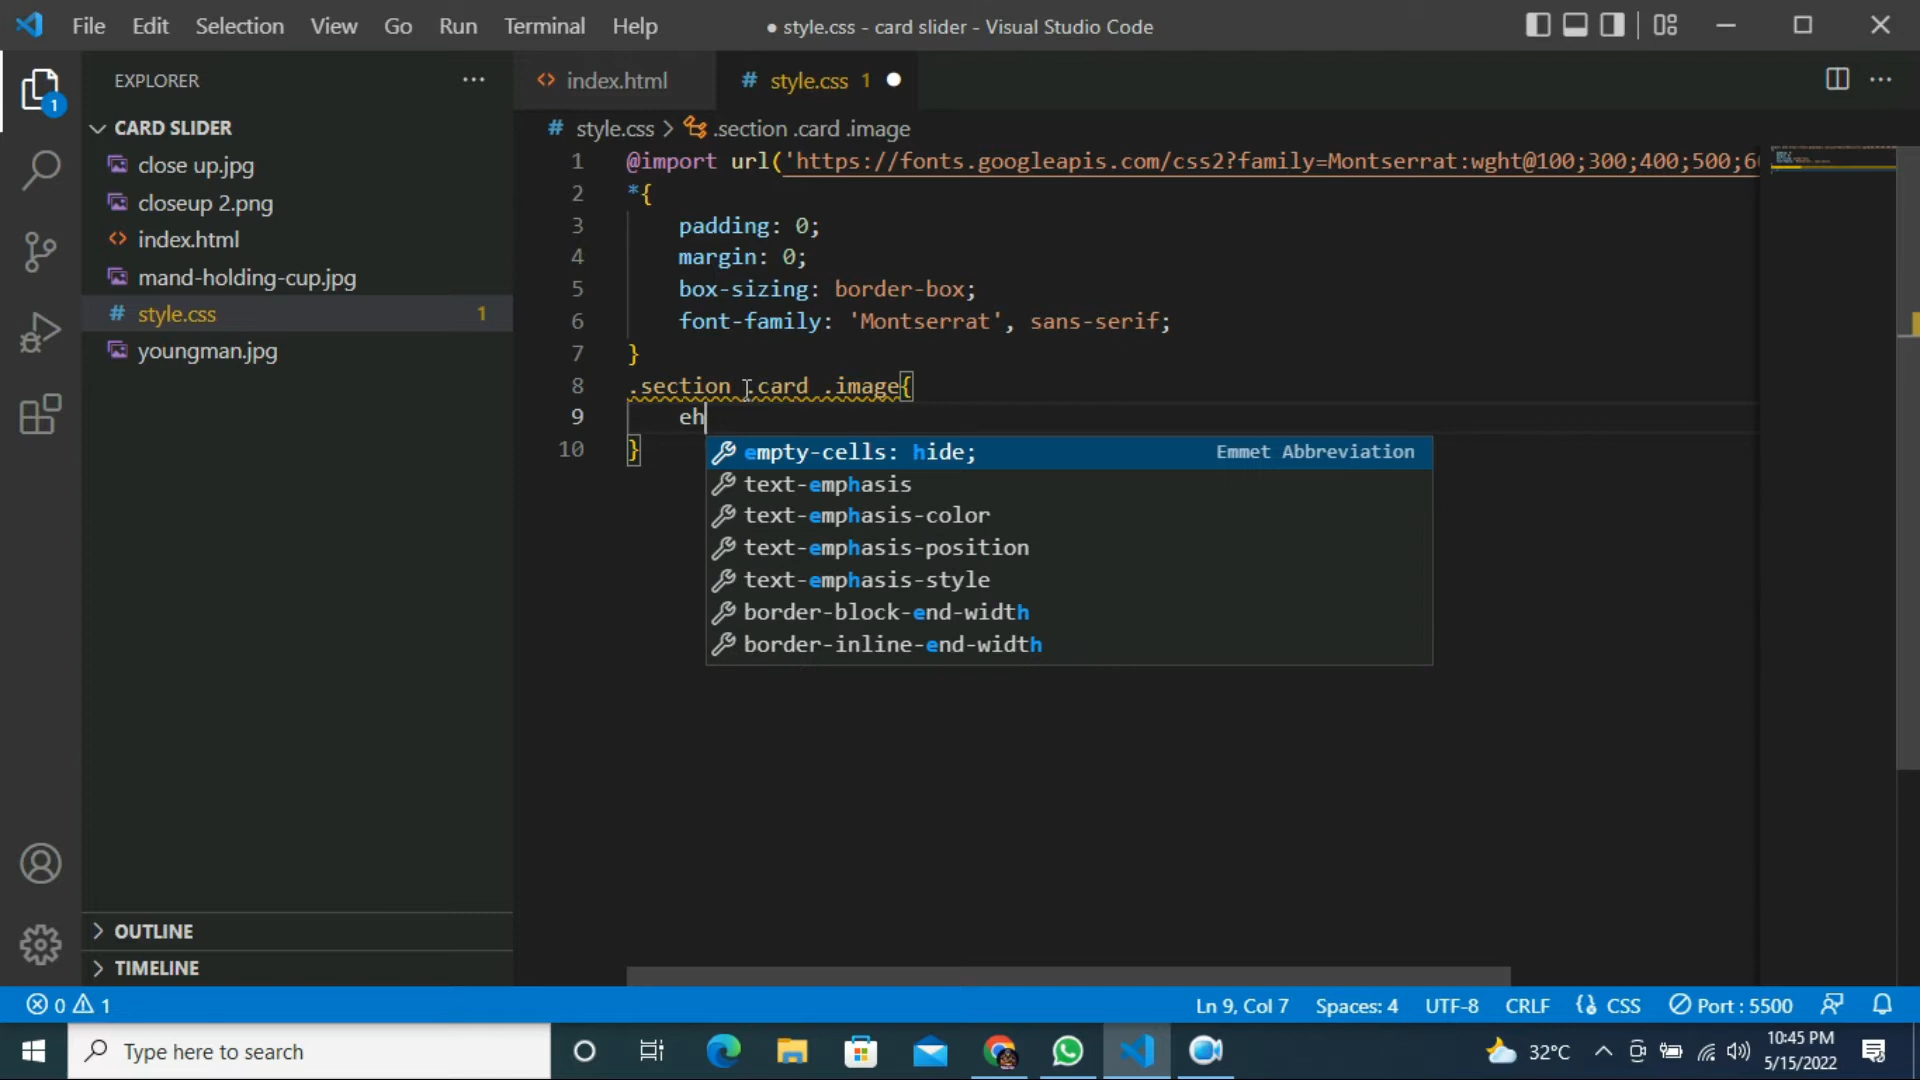 File Edit Selection View Go Run Terminal Help
● style.css - card slider - Visual Studio Code
EXPLORER
index.html
# style.css 1
1
CARD SLIDER
# style.css > .section .card .image
close up.jpg
closeup 2.png
index.html
mand-holding-cup.jpg
# style.css 1
youngman.jpg
1 @import url('https://fonts.googleapis.com/css2?family=Montserrat:wght@100;300;400;500;6
2 *{
3 padding: 0;
4 margin: 0;
5 box-sizing: border-box;
6 font-family: 'Montserrat', sans-serif;
7 }
8 .section .card .image{
9 eh
10 }
empty-cells: hide; Emmet Abbreviation
text-emphasis
text-emphasis-color
text-emphasis-position
text-emphasis-style
border-block-end-width
border-inline-end-width
OUTLINE
TIMELINE
0 1
Ln 9, Col 7 Spaces: 4 UTF-8 CRLF CSS Port : 5500
Type here to search
32°C
10:45 PM
5/15/2022